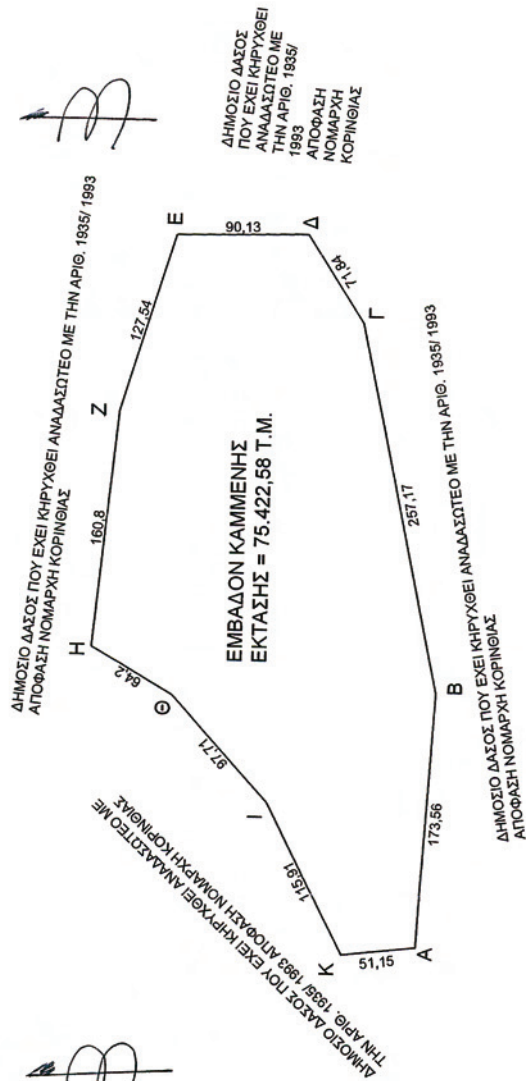 ΔΗΜΟΣΙΟ ΔΑΣΟΣ ΠΟΥ ΕΧΕΙ ΚΗΡΥΧΘΕΙ ΑΝΑΔΑΣΩΤΕΟ ΜΕ ΤΗΝ ΑΡΙΘ. 1935/ 1993
ΑΠΟΦΑΣΗ ΝΟΜΑΡΧΗ ΚΟΡΙΝΘΙΑΣ
ΔΗΜΟΣΙΟ ΔΑΣΟΣ
ΠΟΥ ΕΧΕΙ ΚΗΡΥΧΘΕΙ
ΑΝΑΔΑΣΩΤΕΟ ΜΕ
ΤΗΝ ΑΡΙΘ. 1935/
1993
ΑΠΟΦΑΣΗ
ΝΟΜΑΡΧΗ
ΚΟΡΙΝΘΙΑΣ
ΔΗΜΟΣΙΟ ΔΑΣΟΣ ΠΟΥ ΕΧΕΙ ΚΗΡΥΧΘΕΙ ΑΝΑΔΑΣΩΤΕΟ ΜΕ
ΤΗΝ ΑΡΙΘ. 1935/ 1993 ΑΠΟΦΑΣΗ ΝΟΜΑΡΧΗ ΚΟΡΙΝΘΙΑΣ
Η
160,8
Ζ
127,54
Ε
90,13
Δ
71,84
Γ
257,17
Β
173,56
Α
51,15
Κ
115,91
Ι
97,71
Θ
64,2
ΕΜΒΑΔΟΝ ΚΑΜΜΕΝΗΣ
ΕΚΤΑΣΗΣ = 75.422,58 Τ.Μ.
ΔΗΜΟΣΙΟ ΔΑΣΟΣ ΠΟΥ ΕΧΕΙ ΚΗΡΥΧΘΕΙ ΑΝΑΔΑΣΩΤΕΟ ΜΕ ΤΗΝ ΑΡΙΘ. 1935/ 1993
ΑΠΟΦΑΣΗ ΝΟΜΑΡΧΗ ΚΟΡΙΝΘΙΑΣ